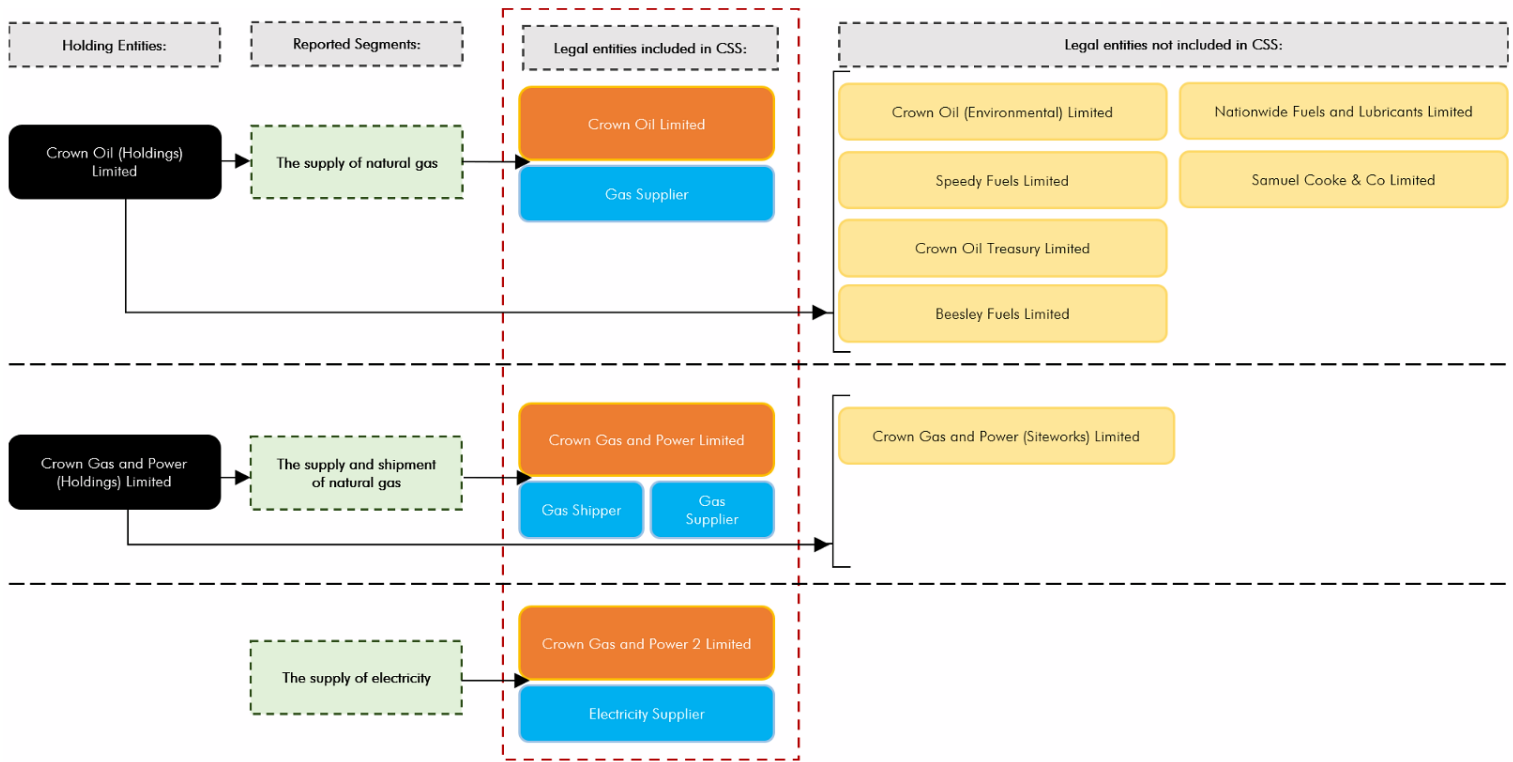 Holding Entities:
Reported Segments:
Legal entities included in CSS:
Legal entities not included in CSS:
Crown Oil (Holdings)
Limited
The supply of natural gas
Crown Oil Limited
Gas Supplier
Crown Oil (Environmental) Limited
Nationwide Fuels and Lubricants Limited
Speedy Fuels Limited
Samuel Cooke & Co Limited
Crown Oil Treasury Limited
Beesley Fuels Limited
Crown Gas and Power
(Holdings) Limited
The supply and shipment
of natural gas
Crown Gas and Power Limited
Gas Shipper
Gas
Supplier
Crown Gas and Power (Siteworks) Limited
The supply of electricity
Crown Gas and Power 2 Limited
Electricity Supplier